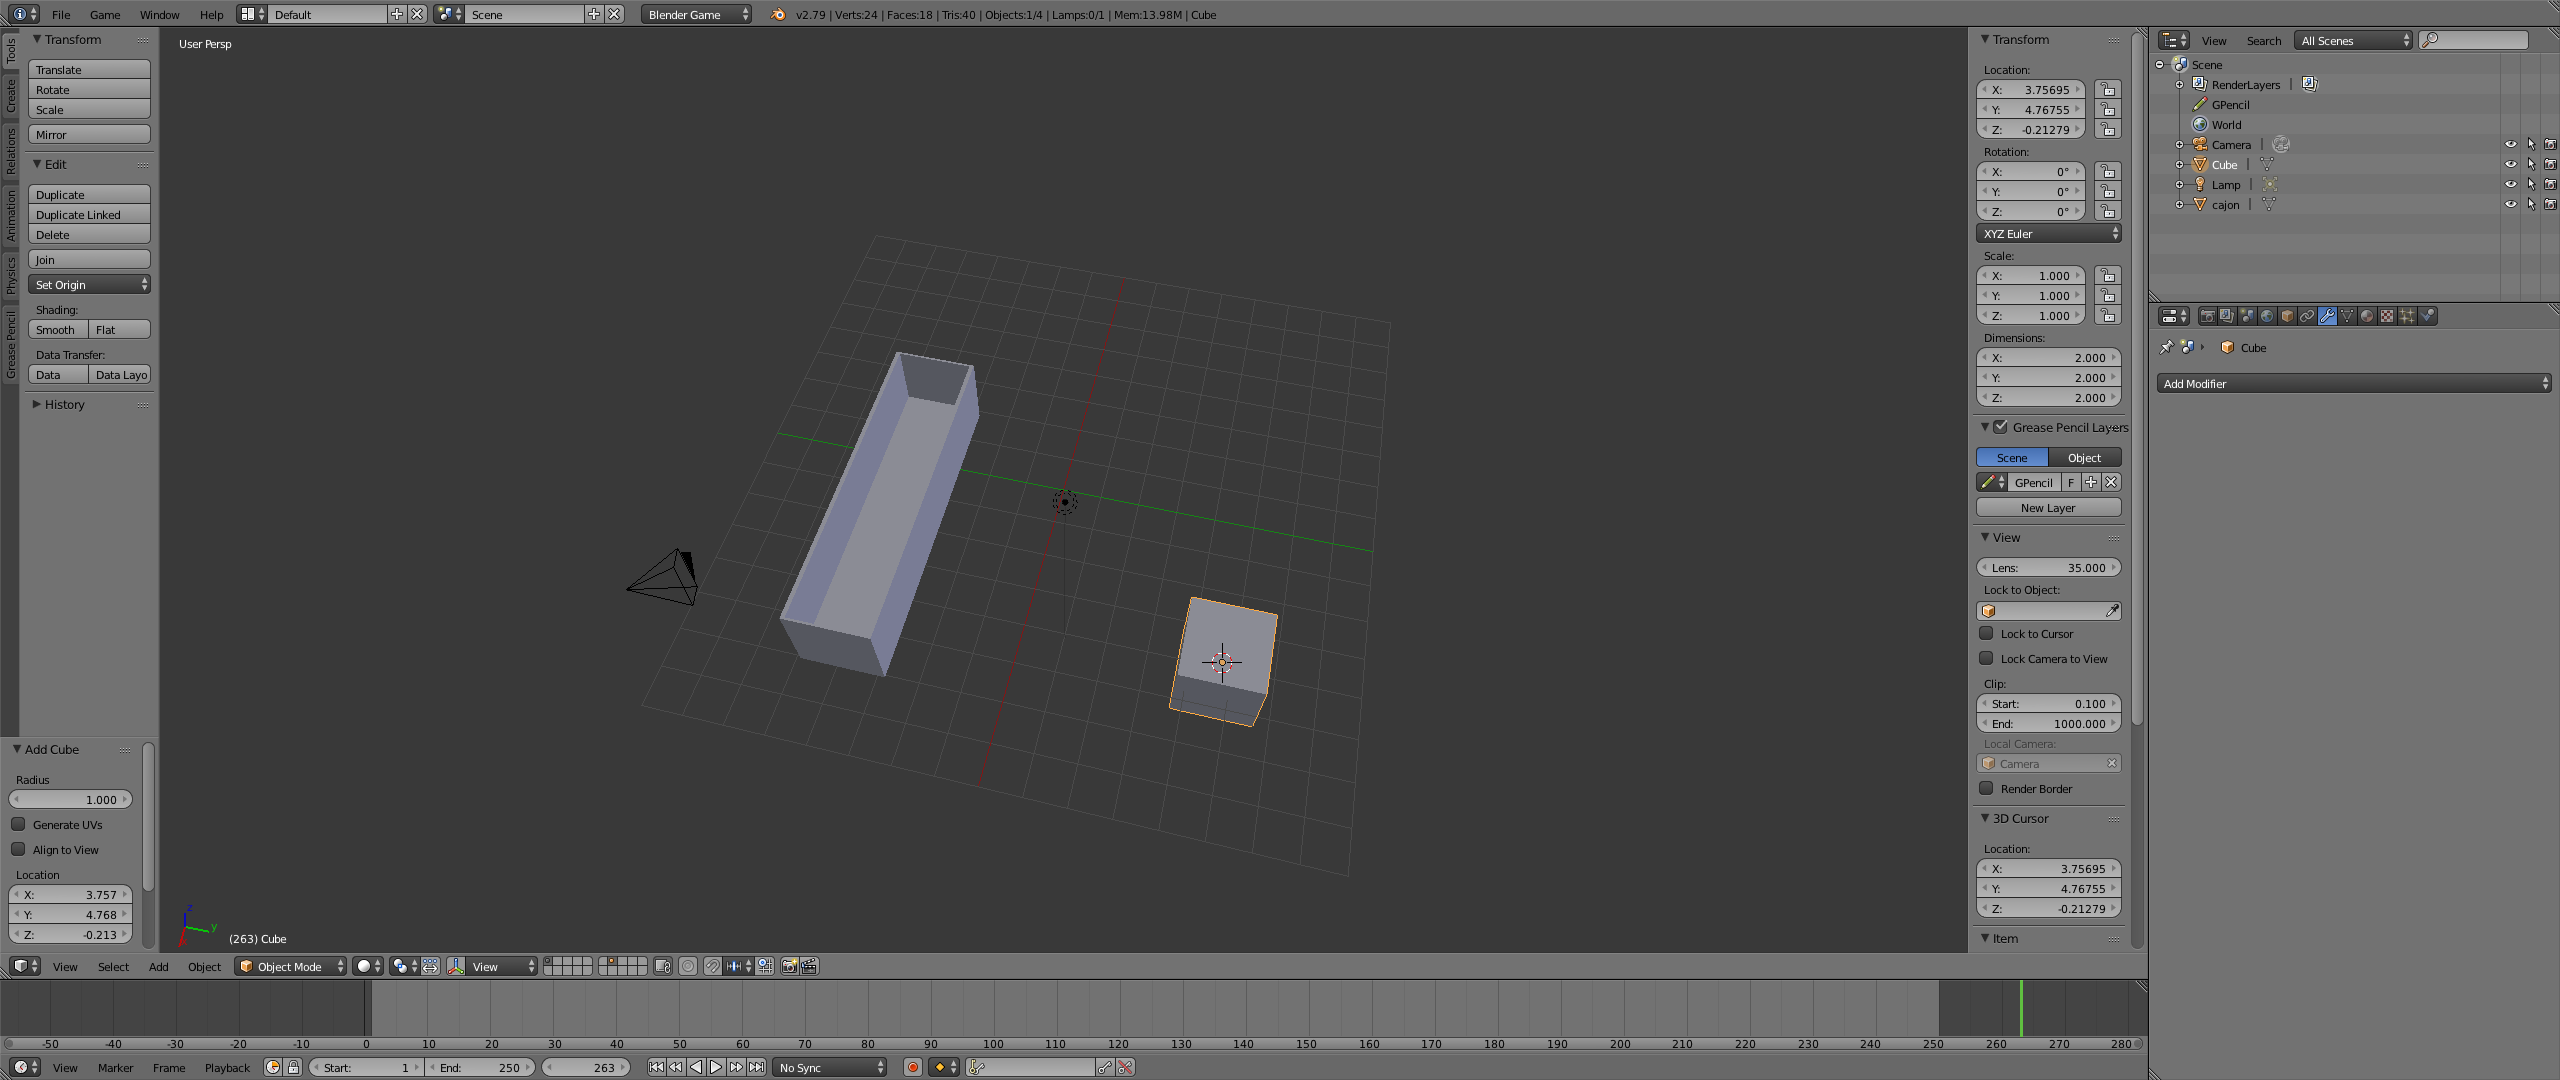 File Game Window Help Default Scene Blender Game v2.79 | Verts:24 | Faces:18 | Tris:40 | Objects:1/4 | Lamps:0/1 | Mem:13.98M | Cube
Tools
Create
Relations
Animation
Physics
Grease Pencil
Transform
Translate
Rotate
Scale
Mirror
Edit
Duplicate
Duplicate Linked
Delete
Join
Set Origin
Shading:
Smooth Flat
Data Transfer:
Data Data Layo
History
Add Cube
Radius
1.000
Generate UVs
Align to View
Location
X: 3.757
Y: 4.768
Z: -0.213
User Persp
z
y
(263) Cube
Transform
Location:
X: 3.75695
Y: 4.76755
Z: -0.21279
Rotation:
X: 0°
Y: 0°
Z: 0°
XYZ Euler
Scale:
X: 1.000
Y: 1.000
Z: 1.000
Dimensions:
X: 2.000
Y: 2.000
Z: 2.000
Grease Pencil Layers
Scene Object
GPencil F
New Layer
View
Lens: 35.000
Lock to Object:
Lock to Cursor
Lock Camera to View
Clip:
Start: 0.100
End: 1000.000
Local Camera:
Camera
Render Border
3D Cursor
Location:
X: 3.75695
Y: 4.76755
Z: -0.21279
Item
View Search All Scenes
Scene
RenderLayers |
GPencil
World
Camera |
Cube |
Lamp |
cajon |
Cube
Add Modifier
View Select Add Object Object Mode View
-50 -40 -30 -20 -10 0 10 20 30 40 50 60 70 80 90 100 110 120 130 140 150 160 170 180 190 200 210 220 230 240 250 260 270 280
View Marker Frame Playback Start: 1 End: 250 263 No Sync